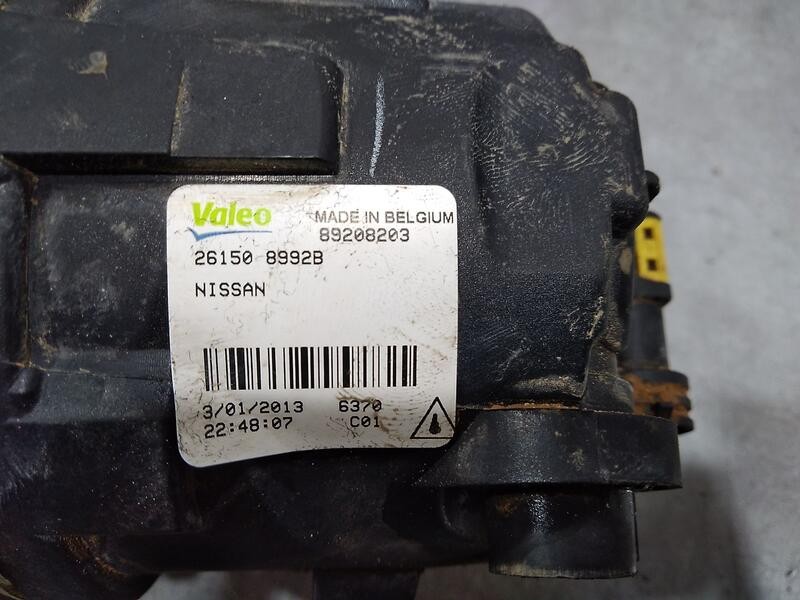 Valeo MADE IN BELGIUM
89208203
26150 8992B
NISSAN
3/01/2013 6370
22:48:07 C01